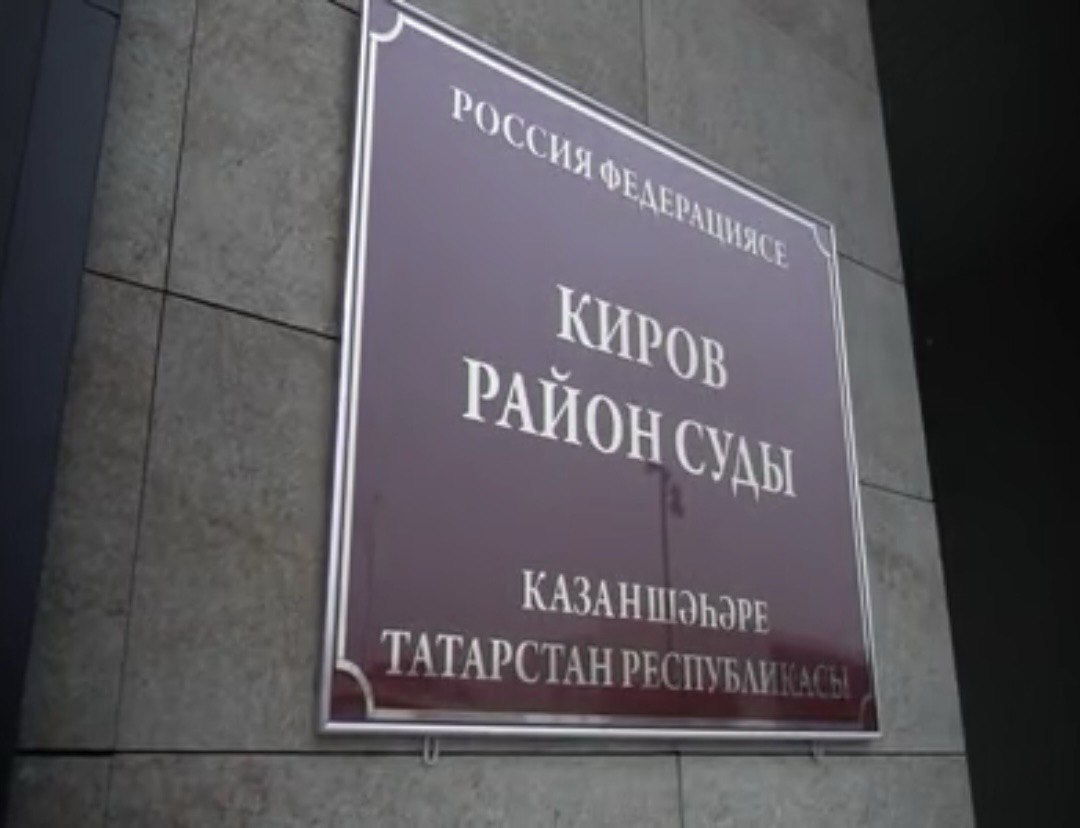 РОССИЯ ФЕДЕРАЦИЯСЕ
КИРОВ
РАЙОН СУДЫ
КАЗАН ШӘҺӘРЕ
ТАТАРСТАН РЕСПУБЛИКАСЫ